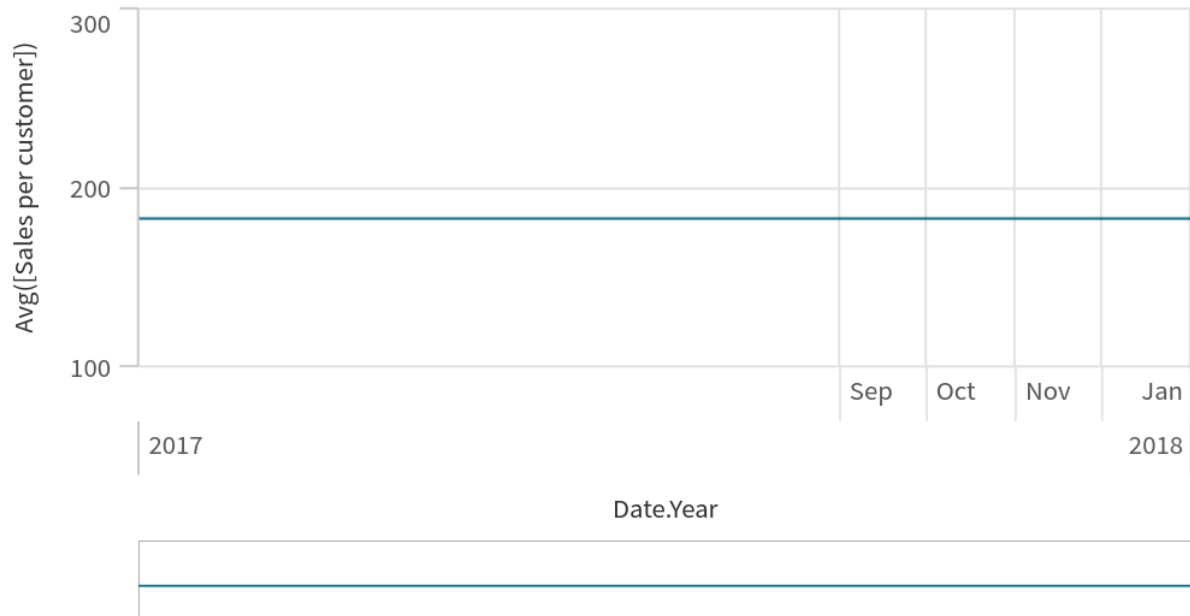 Avg([Sales per customer])
300
200
100
Sep Oct Nov Jan
2017 2018
Date.Year